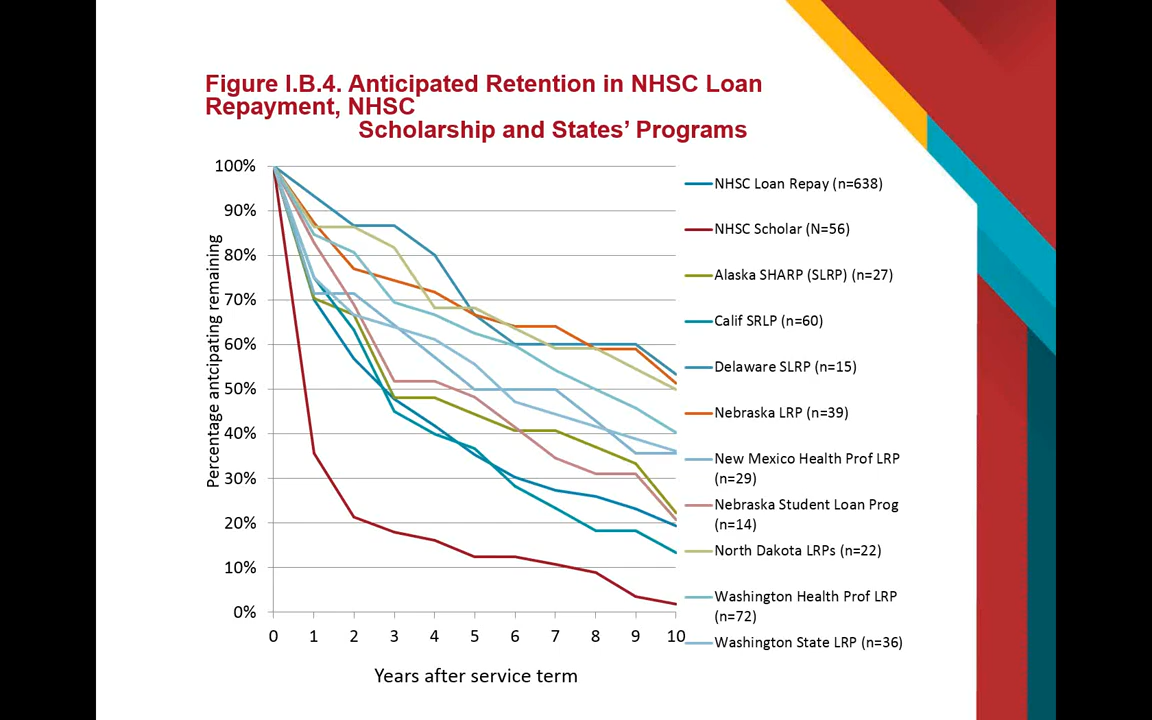 Figure I.B.4. Anticipated Retention in NHSC Loan
Repayment, NHSC
Scholarship and States’ Programs
Percentage antcipating remaining
100%
90%
80%
70%
60%
50%
40%
30%
20%
10%
0%
0 1 2 3 4 5 6 7 8 9 10
Years after service term
NHSC Loan Repay (n=638)
NHSC Scholar (N=56)
Alaska SHARP (SLRP) (n=27)
Calif SRLP (n=60)
Delaware SLRP (n=15)
Nebraska LRP (n=39)
New Mexico Health Prof LRP
(n=29)
Nebraska Student Loan Prog
(n=14)
North Dakota LRPs (n=22)
Washington Health Prof LRP
(n=72)
Washington State LRP (n=36)